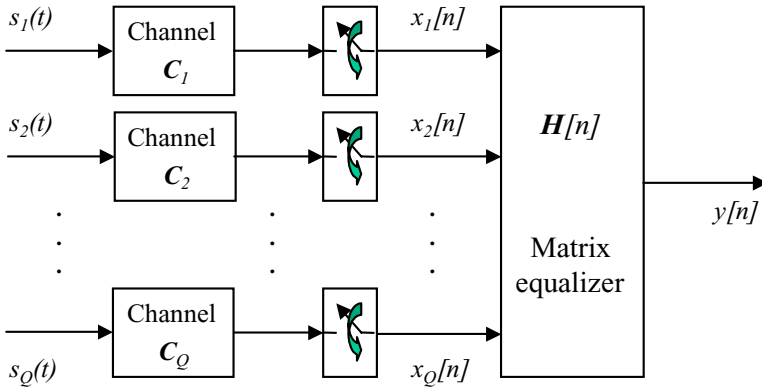 s1(t)
Channel
C1
x1[n]
s2(t)
Channel
C2
x2[n]
H[n]
y[n]
Matrix
equalizer
sQ(t)
Channel
CQ
xQ[n]